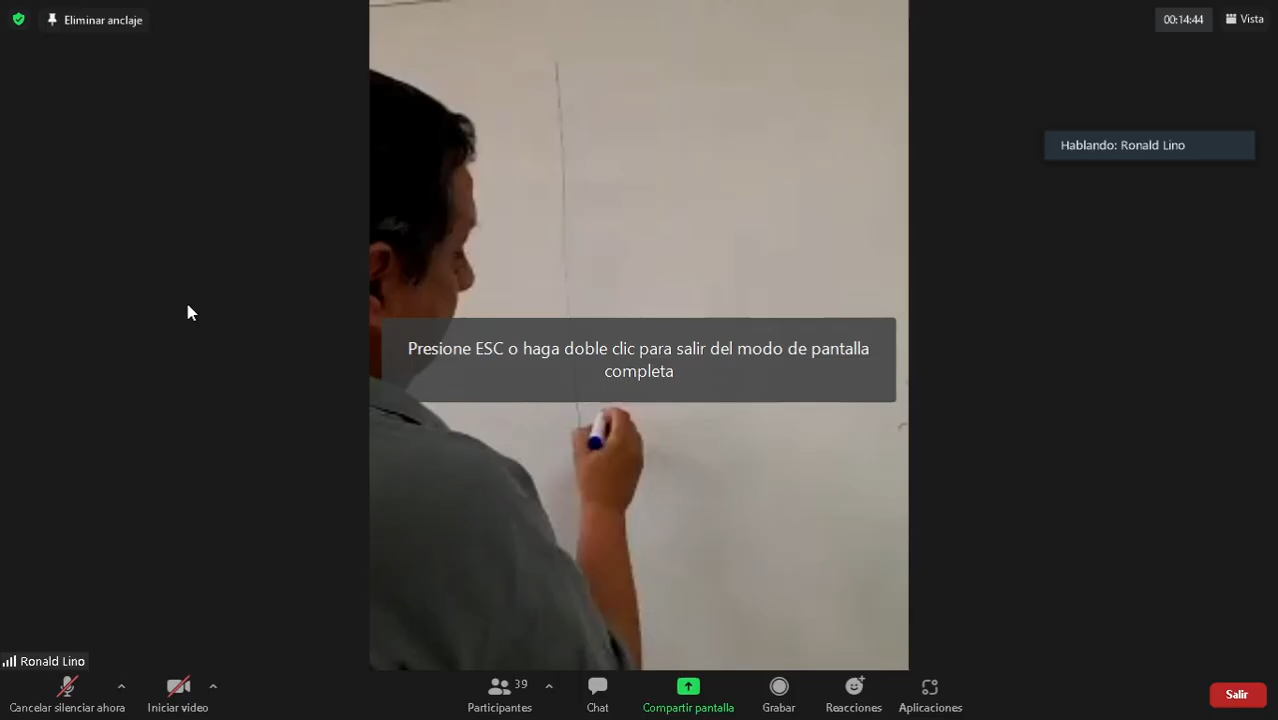 Eliminar anclaje
00:14:44
Vista
Hablando: Ronald Lino
Presione ESC o haga doble clic para salir del modo de pantalla
completa
Ronald Lino
Cancelar silenciar ahora
Iniciar video
39
Participantes
Chat
Compartir pantalla
Grabar
Reacciones
Aplicaciones
Salir